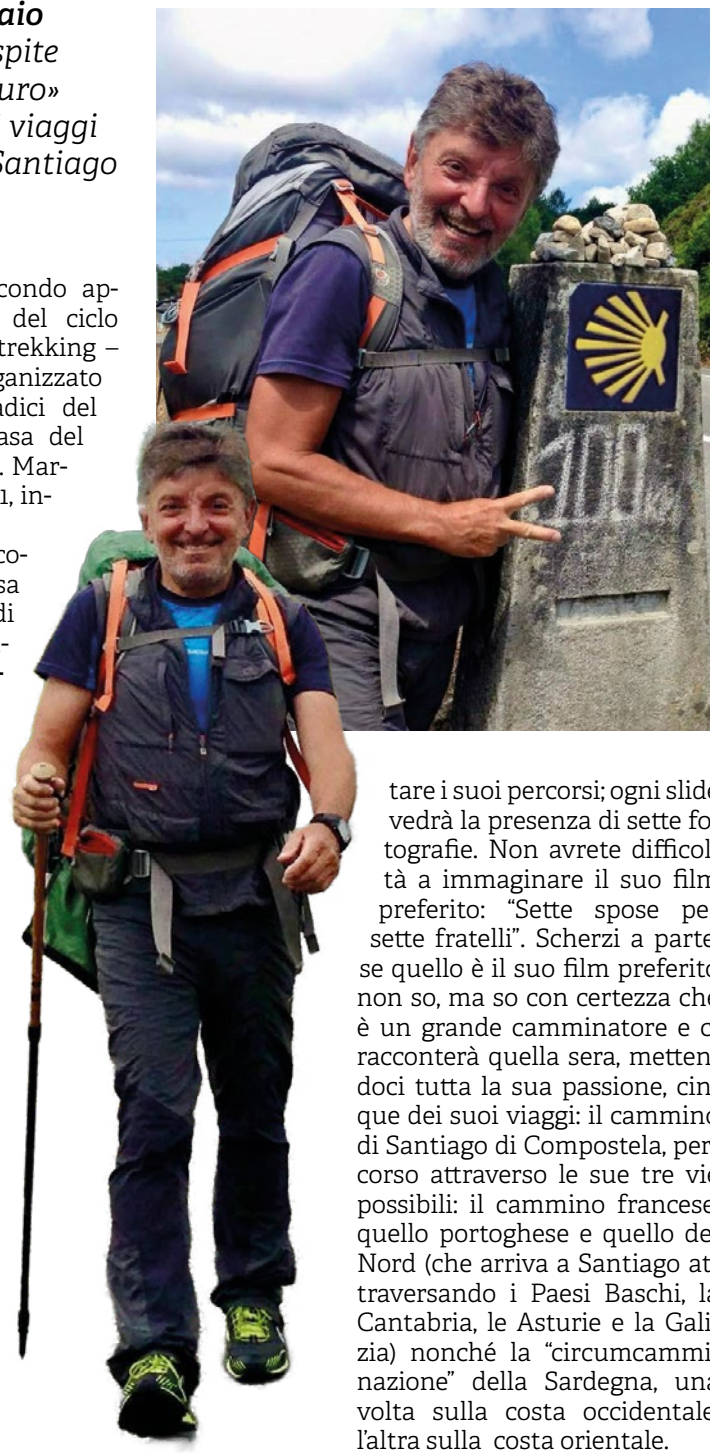 aio
spite
uro»
viaggi
Santiago
condo ap-
del ciclo
trekking –
ganizzato
adici del
asa del
. Mar-
1, in-
co-
sa
di
-
.
100
tare i suoi percorsi; ogni slide
vedrà la presenza di sette fo
tografie. Non avrete difficol
tà a immaginare il suo film
preferito: “Sette spose pe
sette fratelli”. Scherzi a parte
se quello è il suo film preferito
non so, ma so con certezza che
è un grande camminatore e c
racconterà quella sera, metten
doci tutta la sua passione, cin
que dei suoi viaggi: il cammino
di Santiago di Compostela, per
corso attraverso le sue tre vie
possibili: il cammino francese
quello portoghese e quello de
Nord (che arriva a Santiago at
traversando i Paesi Baschi, la
Cantabria, le Asturie e la Gali
zia) nonché la “circumcammi
nazione” della Sardegna, una
volta sulla costa occidentale
l’altra sulla costa orientale.